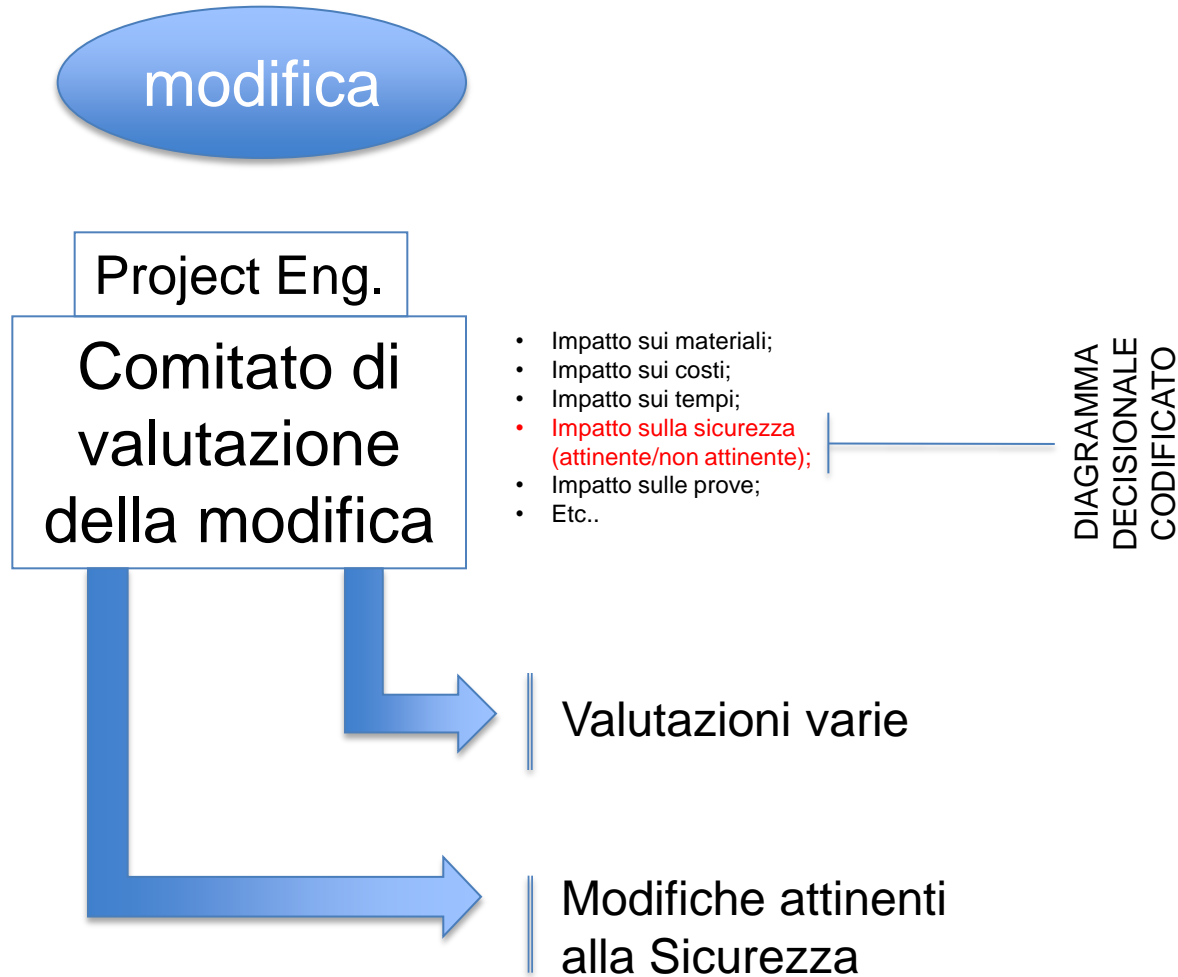 modifica
Project Eng.
Comitato di
valutazione
della modifica
• Impatto sui materiali;
• Impatto sui costi;
• Impatto sui tempi;
• Impatto sulla sicurezza
(attinente/non attinente);
• Impatto sulle prove;
• Etc..
DIAGRAMMA
DECISIONALE
CODIFICATO
Valutazioni varie
Modifiche attinenti
alla Sicurezza